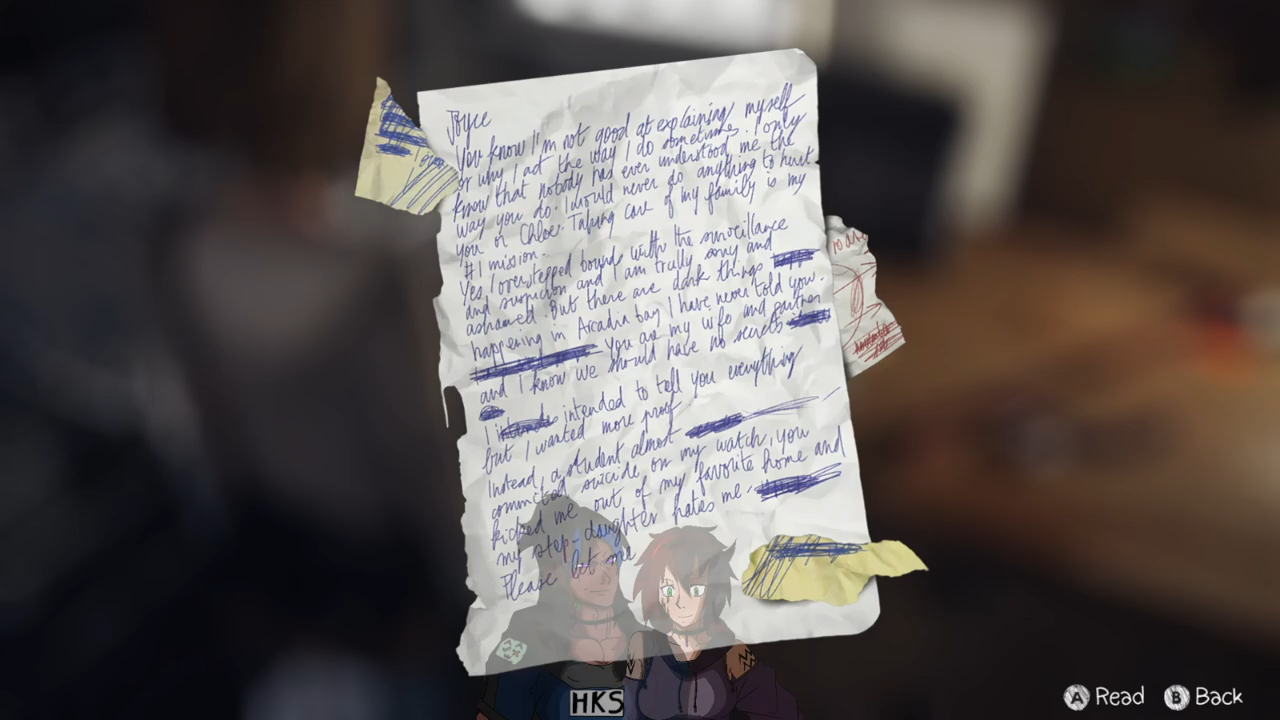 Joyce
You know I'm not good at explaining myself
or why I act the way I do sometimes. I only
know that nobody has ever understood me the
way you do. I would never do anything to hurt
you or Chloe. Taking care of my family is my
#1 mission.
Yes, I overstepped bounds with the surveillance
and suspicion and I am truly sorry and
ashamed. But there are dark things
happening in Arcadia bay I have never told you.
You are my wife and partner
and I know we should have no secrets
I intended to tell you everything
but I wanted more proof
Instead, a student almost
committed suicide on my watch, you
kicked me out of my favorite home and
my step-daughter hates me.
Please let me
HKS
Read
Back